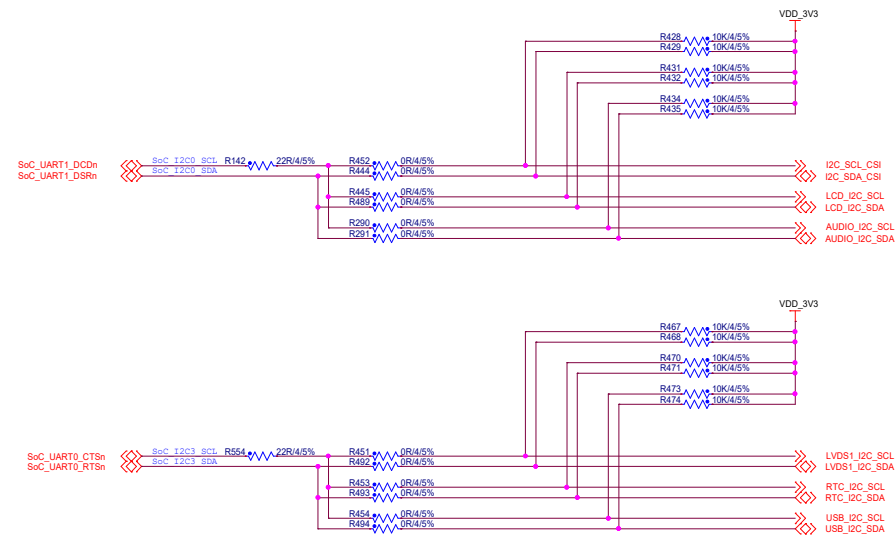 VDD_3V3
R428 10K/4/5%
R429 10K/4/5%
R431 10K/4/5%
R432 10K/4/5%
R434 10K/4/5%
R435 10K/4/5%
SoC_UART1_DCDn SoC_I2C0_SCL R142 22R/4/5% R452 0R/4/5% I2C_SCL_CSI
SoC_UART1_DSRn SoC_I2C0_SDA R444 0R/4/5% I2C_SDA_CSI
R445 0R/4/5% LCD_I2C_SCL
R489 0R/4/5% LCD_I2C_SDA
R290 0R/4/5% AUDIO_I2C_SCL
R291 0R/4/5% AUDIO_I2C_SDA
VDD_3V3
R467 10K/4/5%
R468 10K/4/5%
R470 10K/4/5%
R471 10K/4/5%
R473 10K/4/5%
R474 10K/4/5%
SoC_UART0_CTSn SoC_I2C3_SCL R554 22R/4/5% R451 0R/4/5% LVDS1_I2C_SCL
SoC_UART0_RTSn SoC_I2C3_SDA R492 0R/4/5% LVDS1_I2C_SDA
R453 0R/4/5% RTC_I2C_SCL
R493 0R/4/5% RTC_I2C_SDA
R454 0R/4/5% USB_I2C_SCL
R494 0R/4/5% USB_I2C_SDA